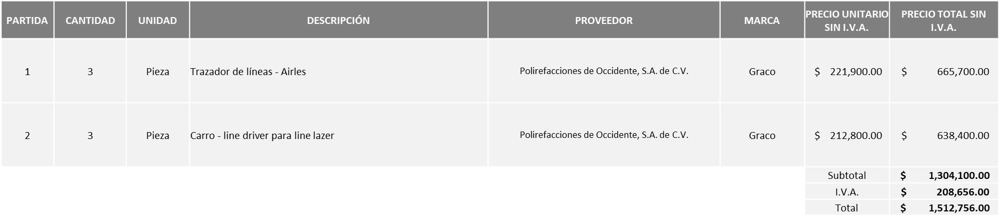 PARTIDA CANTIDAD UNIDAD DESCRIPCIÓN PROVEEDOR MARCA PRECIO UNITARIO SIN I.V.A. PRECIO TOTAL SIN I.V.A.
1 3 Pieza Trazador de líneas - Airles Polirefacciones de Occidente, S.A. de C.V. Graco $ 221,900.00 $ 665,700.00
2 3 Pieza Carro - line driver para line lazer Polirefacciones de Occidente, S.A. de C.V. Graco $ 212,800.00 $ 638,400.00
Subtotal $ 1,304,100.00
I.V.A. $ 208,656.00
Total $ 1,512,756.00